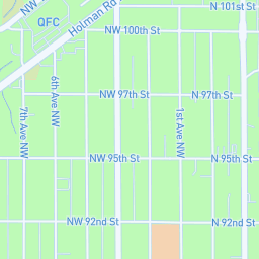 NW
N 101st St
QFC
Holman Rd
NW 100th St
NW 97th St
N 97th St
7th Ave NW
6th Ave NW
1st Ave NW
NW 95th St
N 95th St
NW 92nd St
N 92nd St